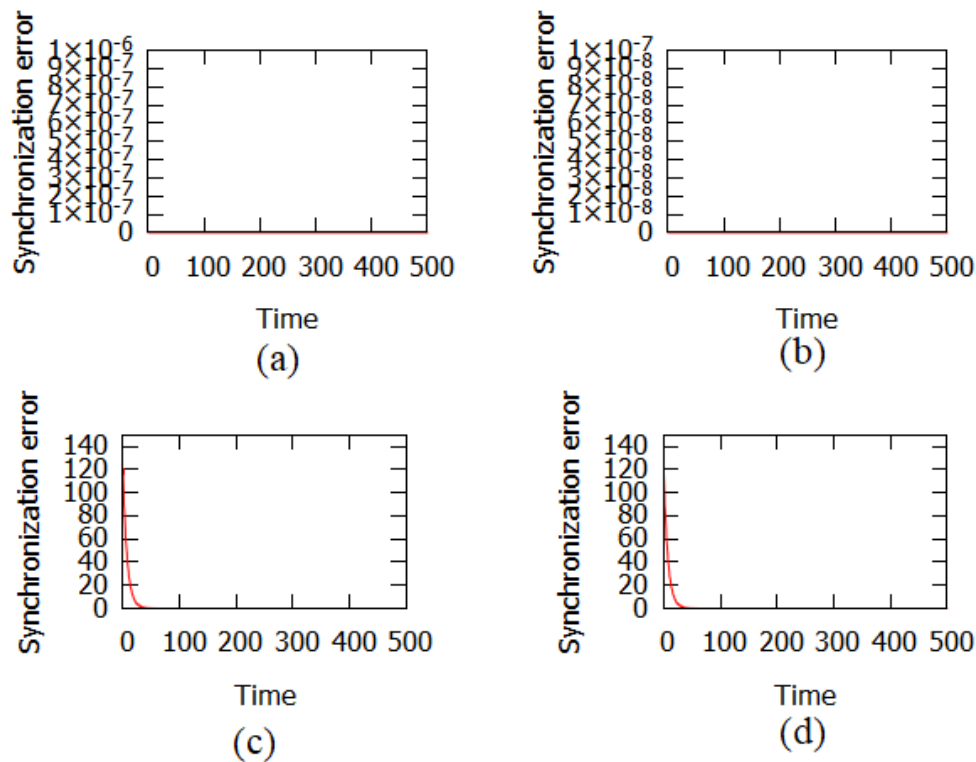 Synchronization error
1×10-6
9×10-7
8×10-7
7×10-7
6×10-7
5×10-7
4×10-7
3×10-7
2×10-7
1×10-7
0
0 100 200 300 400 500
Time
(a)
Synchronization error
1×10-7
9×10-8
8×10-8
7×10-8
6×10-8
5×10-8
4×10-8
3×10-8
2×10-8
1×10-8
0
0 100 200 300 400 500
Time
(b)
Synchronization error
140
120
100
80
60
40
20
0
0 100 200 300 400 500
Time
(c)
Synchronization error
140
120
100
80
60
40
20
0
0 100 200 300 400 500
Time
(d)